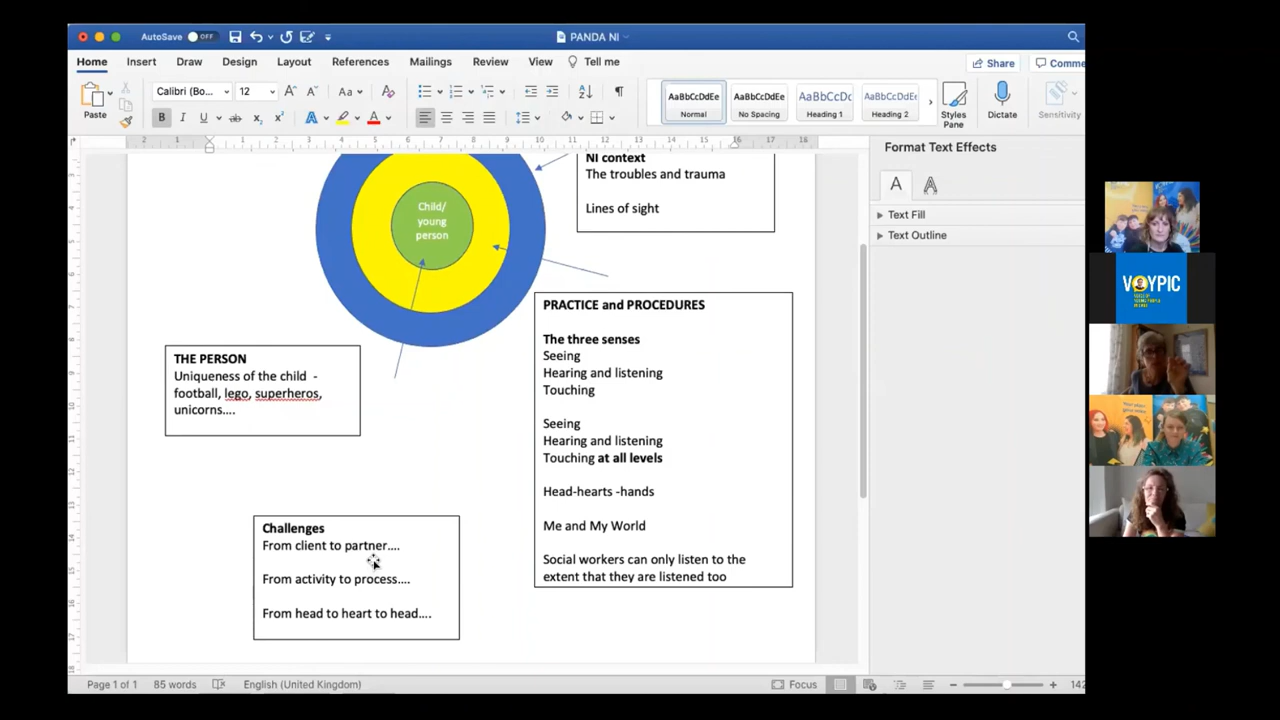 AutoSave OFF
PANDA NI
Home Insert Draw Design Layout References Mailings Review View Tell me
Share Comme
Paste
Calibri (Bo... 12
AaBbCcDdEe AaBbCcDdEe AaBbCcDc AaBbCcDdEe
Normal No Spacing Heading 1 Heading 2
Styles Pane
Dictate
Sensitivity
Format Text Effects
Text Fill
Text Outline
NI context
The troubles and trauma
Lines of sight
Child/
young
person
PRACTICE and PROCEDURES
The three senses
Seeing
Hearing and listening
Touching
Seeing
Hearing and listening
Touching at all levels
Head-hearts -hands
Me and My World
Social workers can only listen to the
extent that they are listened too
THE PERSON
Uniqueness of the child -
football, lego, superheros,
unicorns....
Challenges
From client to partner....
From activity to process....
From head to heart to head....
VOYPIC
Page 1 of 1 85 words English (United Kingdom) Focus 142